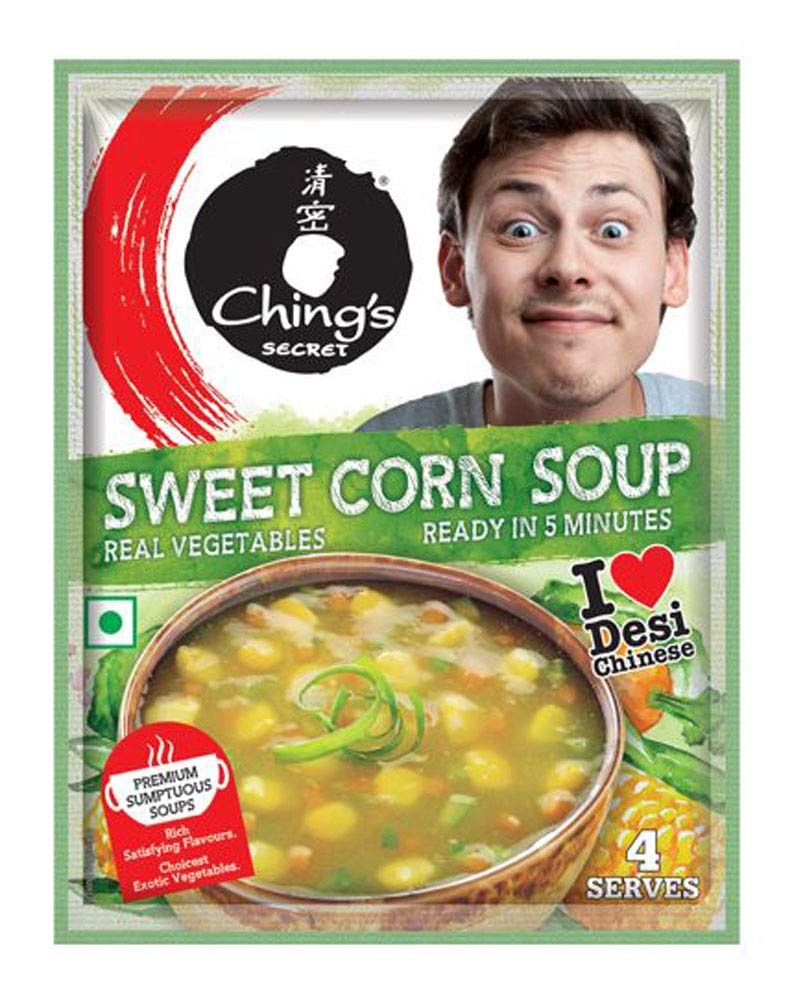 清
密
®
Ching's
SECRET
SWEET CORN SOUP
REAL VEGETABLES
READY IN 5 MINUTES
I ♥
Desi
Chinese
PREMIUM
SUMPTUOUS
SOUPS
Rich
Satisfying Flavours.
Choicest
Exotic Vegetables.
4
SERVES